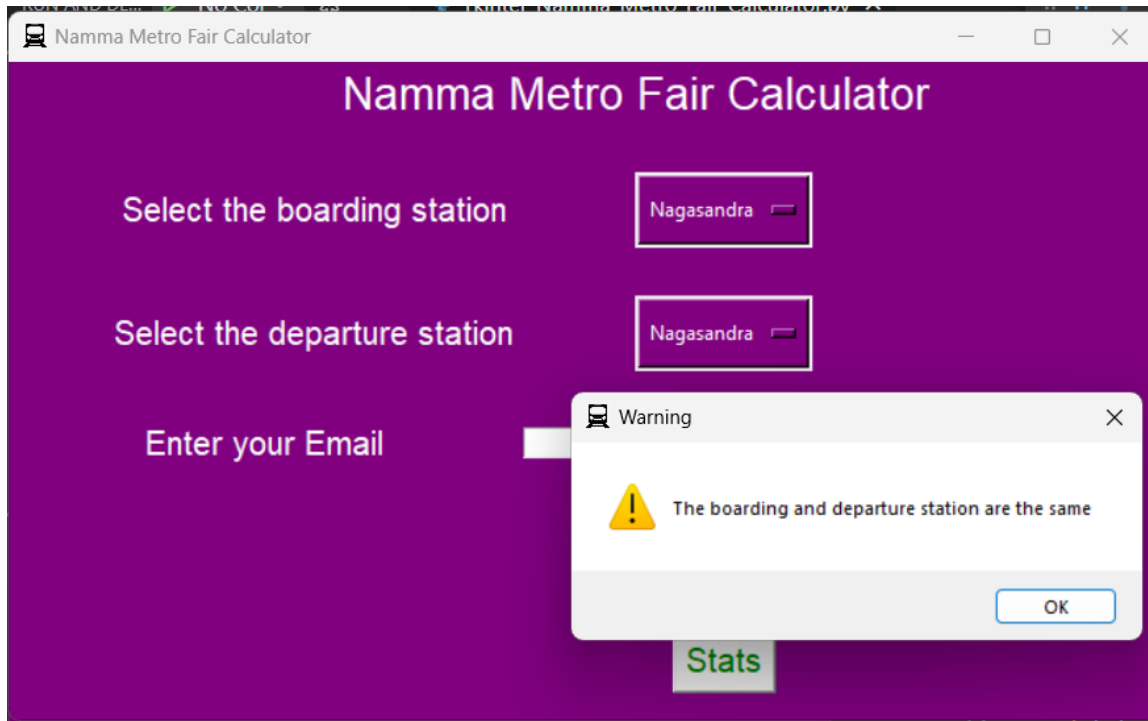 Namma Metro Fair Calculator
Namma Metro Fair Calculator
Select the boarding station
Nagasandra
Select the departure station
Nagasandra
Enter your Email
Warning
The boarding and departure station are the same
OK
Stats